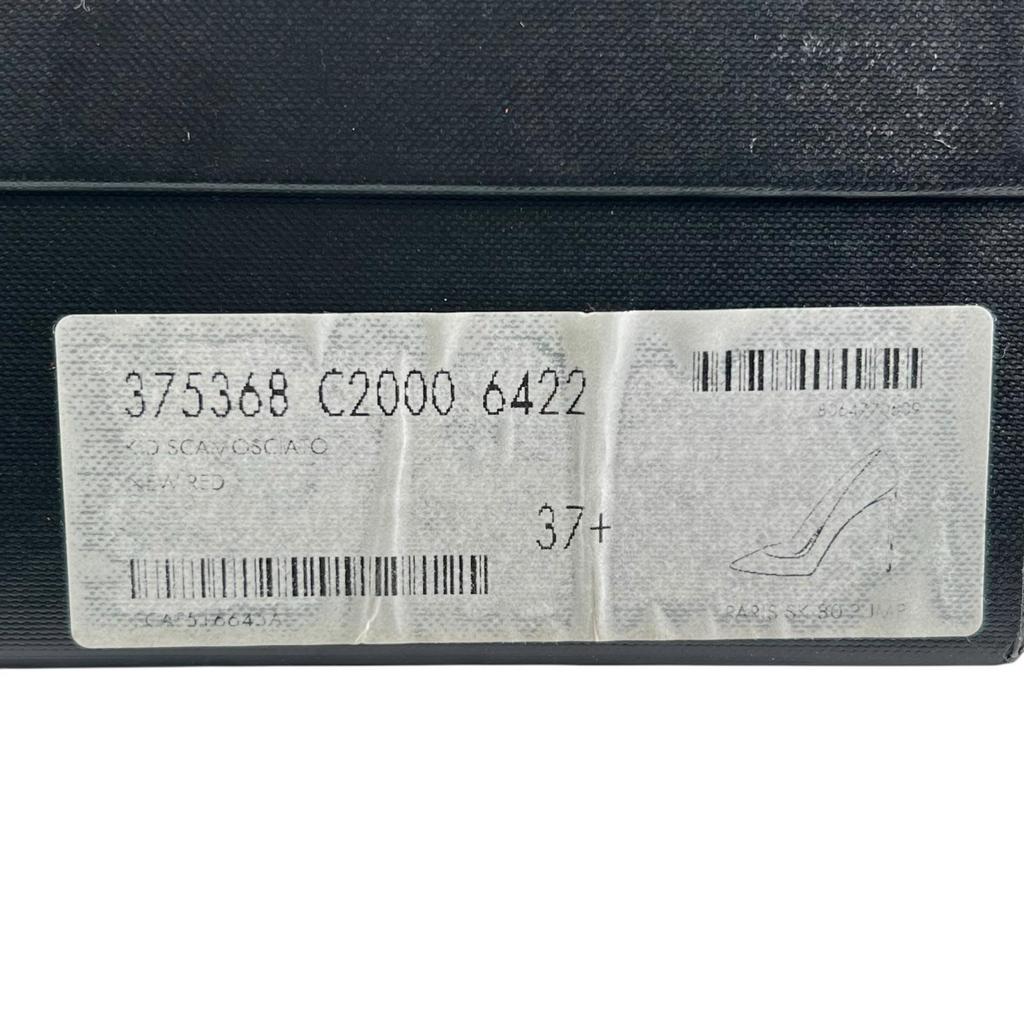 375368 C2000 6422
KID SCAMOSCIATO
NEW RED
37+
PARIS SK 80 PUMP